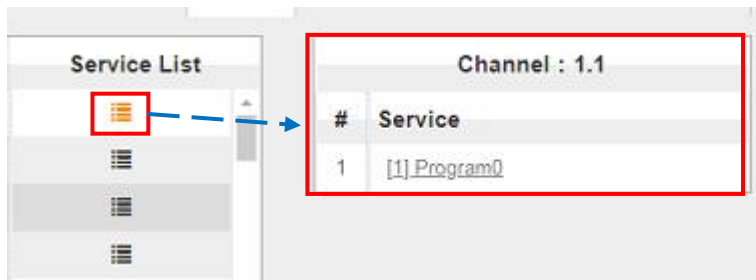 Service List
Channel : 1.1
# Service
1 [1] Program0